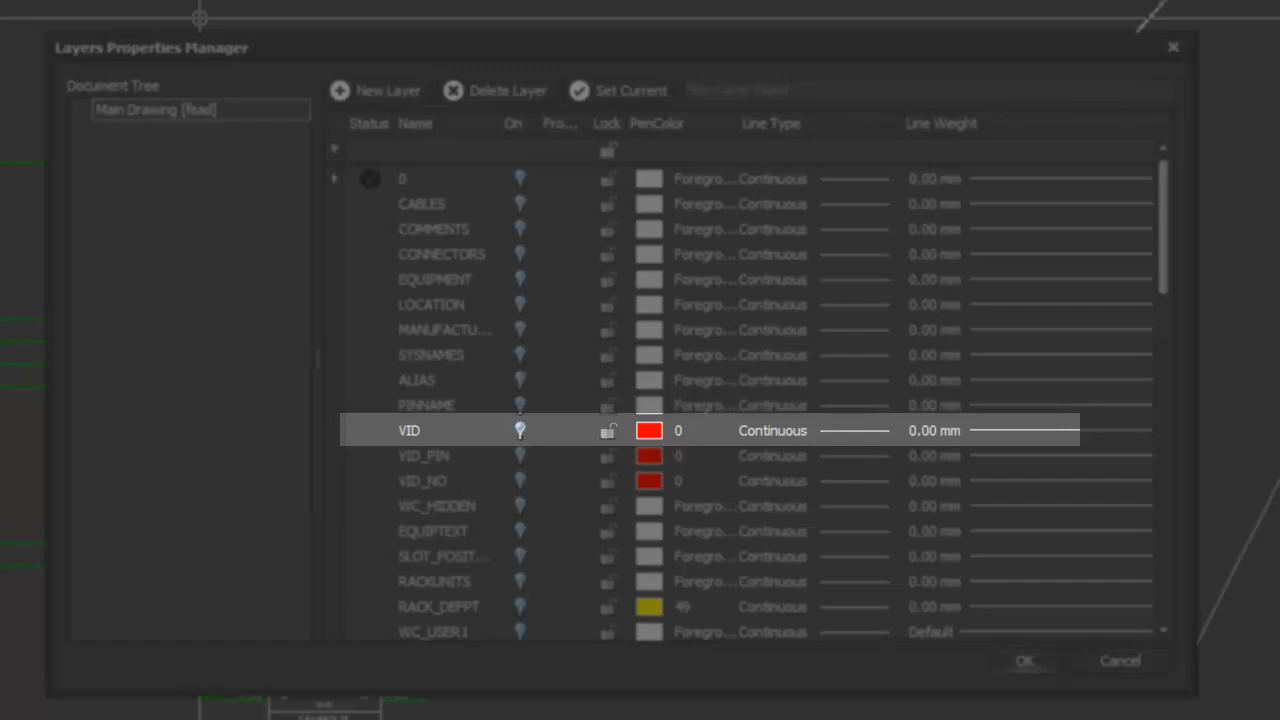 Layers Properties Manager
Document Tree
Main Drawing [fsad]
New Layer Delete Layer Set Current
Status Name On Fro... Lock PenColor Line Type Line Weight
0 Foregro... Continuous 0.00 mm
CABLES Foregro... Continuous 0.00 mm
COMMENTS Foregro... Continuous 0.00 mm
CONNECTORS Foregro... Continuous 0.00 mm
EQUIPMENT Foregro... Continuous 0.00 mm
LOCATION Foregro... Continuous 0.00 mm
MANUFACTU... Foregro... Continuous 0.00 mm
SYSNAMES Foregro... Continuous 0.00 mm
ALIAS Foregro... Continuous 0.00 mm
PINNAME Foregro... Continuous 0.00 mm
VID 0 Continuous 0.00 mm
VID_PIN 0 Continuous 0.00 mm
VID_NO 0 Continuous 0.00 mm
WC_HIDDEN Foregro... Continuous 0.00 mm
EQUIPTEXT Foregro... Continuous 0.00 mm
SLOT_POSIT... Foregro... Continuous 0.00 mm
RACKUNITS Foregro... Continuous 0.00 mm
RACK_DEFPT 49 Continuous 0.00 mm
WC_USER1 Foregro... Continuous Default
OK Cancel